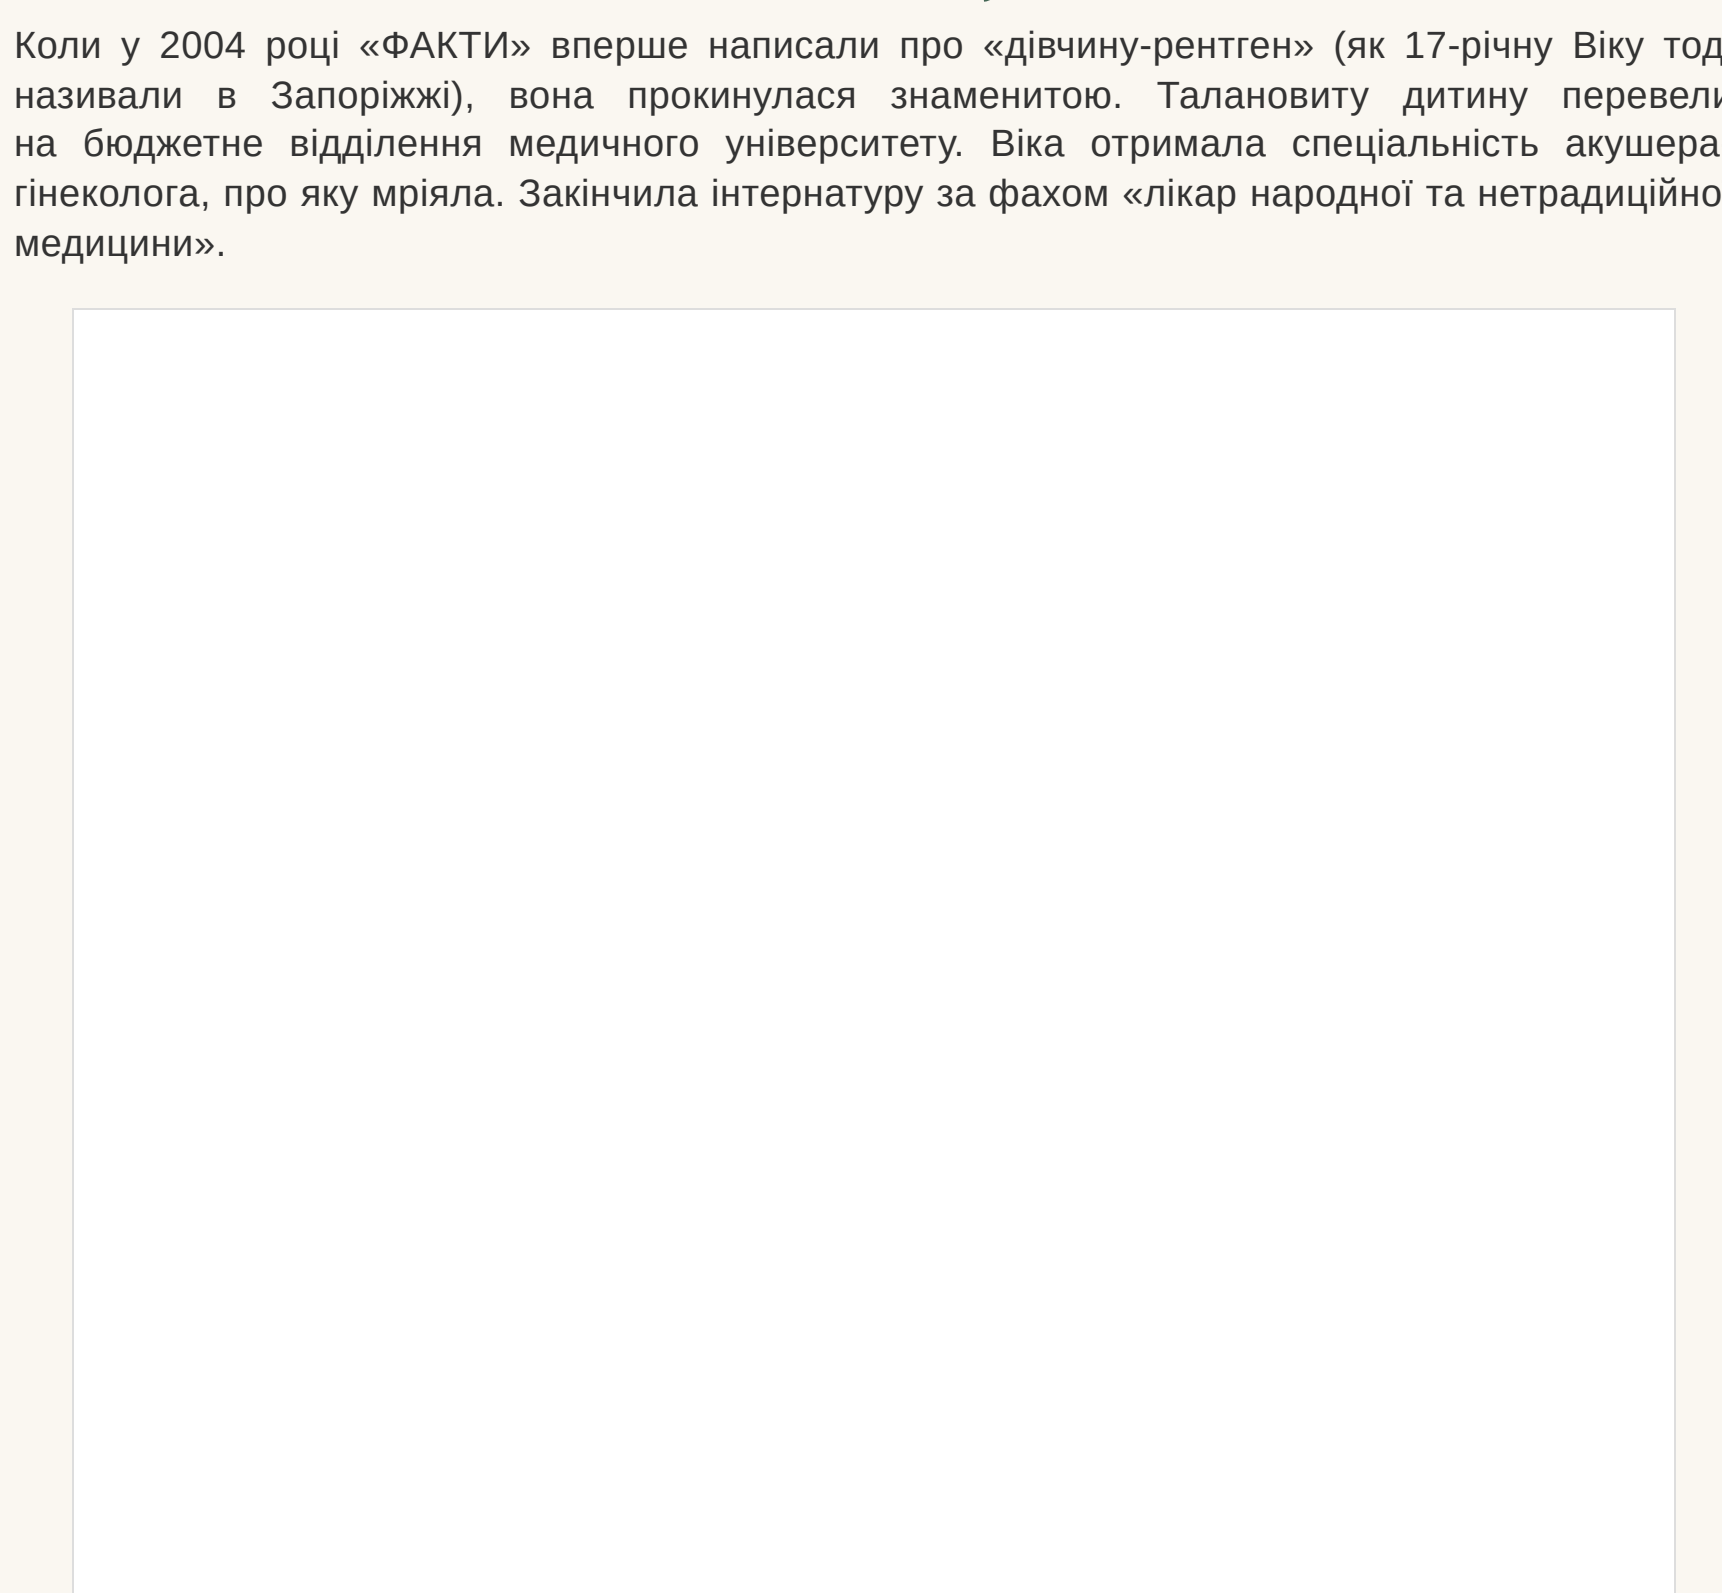 Коли у 2004 році «ФАКТИ» вперше написали про «дівчину-рентген» (як 17-річну Віку тод
називали в Запоріжжі), вона прокинулася знаменитою. Талановиту дитину перевели
на бюджетне відділення медичного університету. Віка отримала спеціальність акушера
гінеколога, про яку мріяла. Закінчила інтернатуру за фахом «лікар народної та нетрадиційно
медицини».